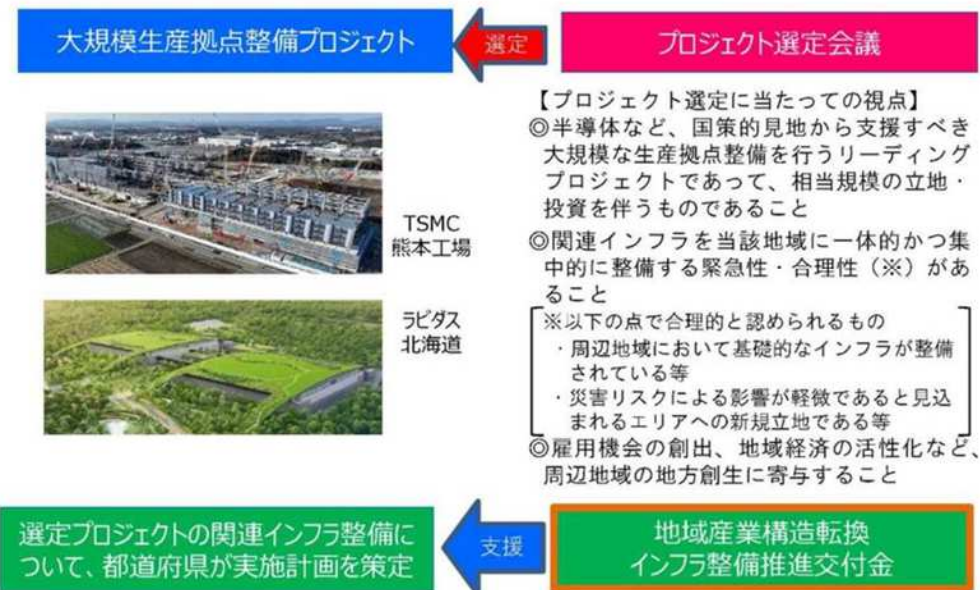 大規模生産拠点整備プロジェクト
選定
プロジェクト選定会議
【プロジェクト選定に当たっての視点】
◎半導体など、国策的見地から支援すべき
大規模な生産拠点整備を行うリーディング
プロジェクトであって、相当規模の立地・
投資を伴うものであること
◎関連インフラを当該地域に一体的かつ集
中的に整備する緊急性・合理性（※）があ
ること
※以下の点で合理的と認められるもの
・周辺地域において基礎的なインフラが整備
されている等
・災害リスクによる影響が軽微であると見込
まれるエリアへの新規立地である等
◎雇用機会の創出、地域経済の活性化など、
周辺地域の地方創生に寄与すること
TSMC
熊本工場
ラピダス
北海道
選定プロジェクトの関連インフラ整備に
ついて、都道府県が実施計画を策定
支援
地域産業構造転換
インフラ整備推進交付金